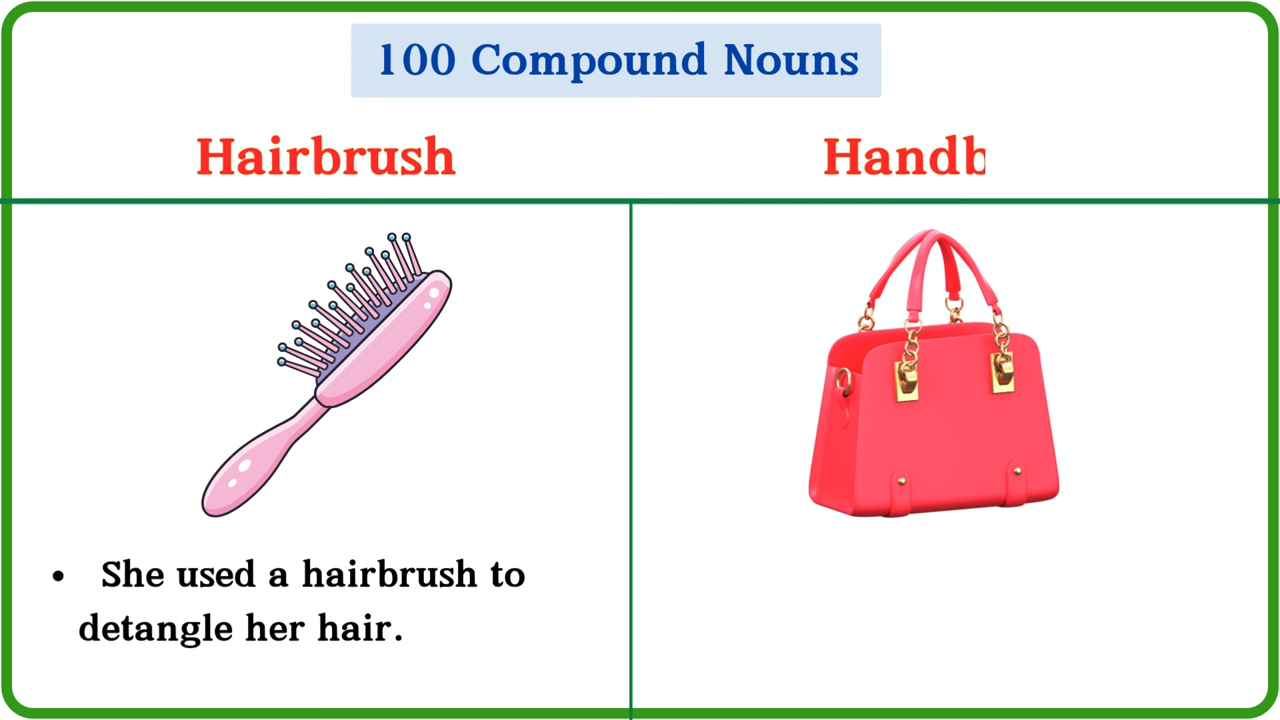 100 Compound Nouns
Hairbrush
Handb
• She used a hairbrush to
detangle her hair.